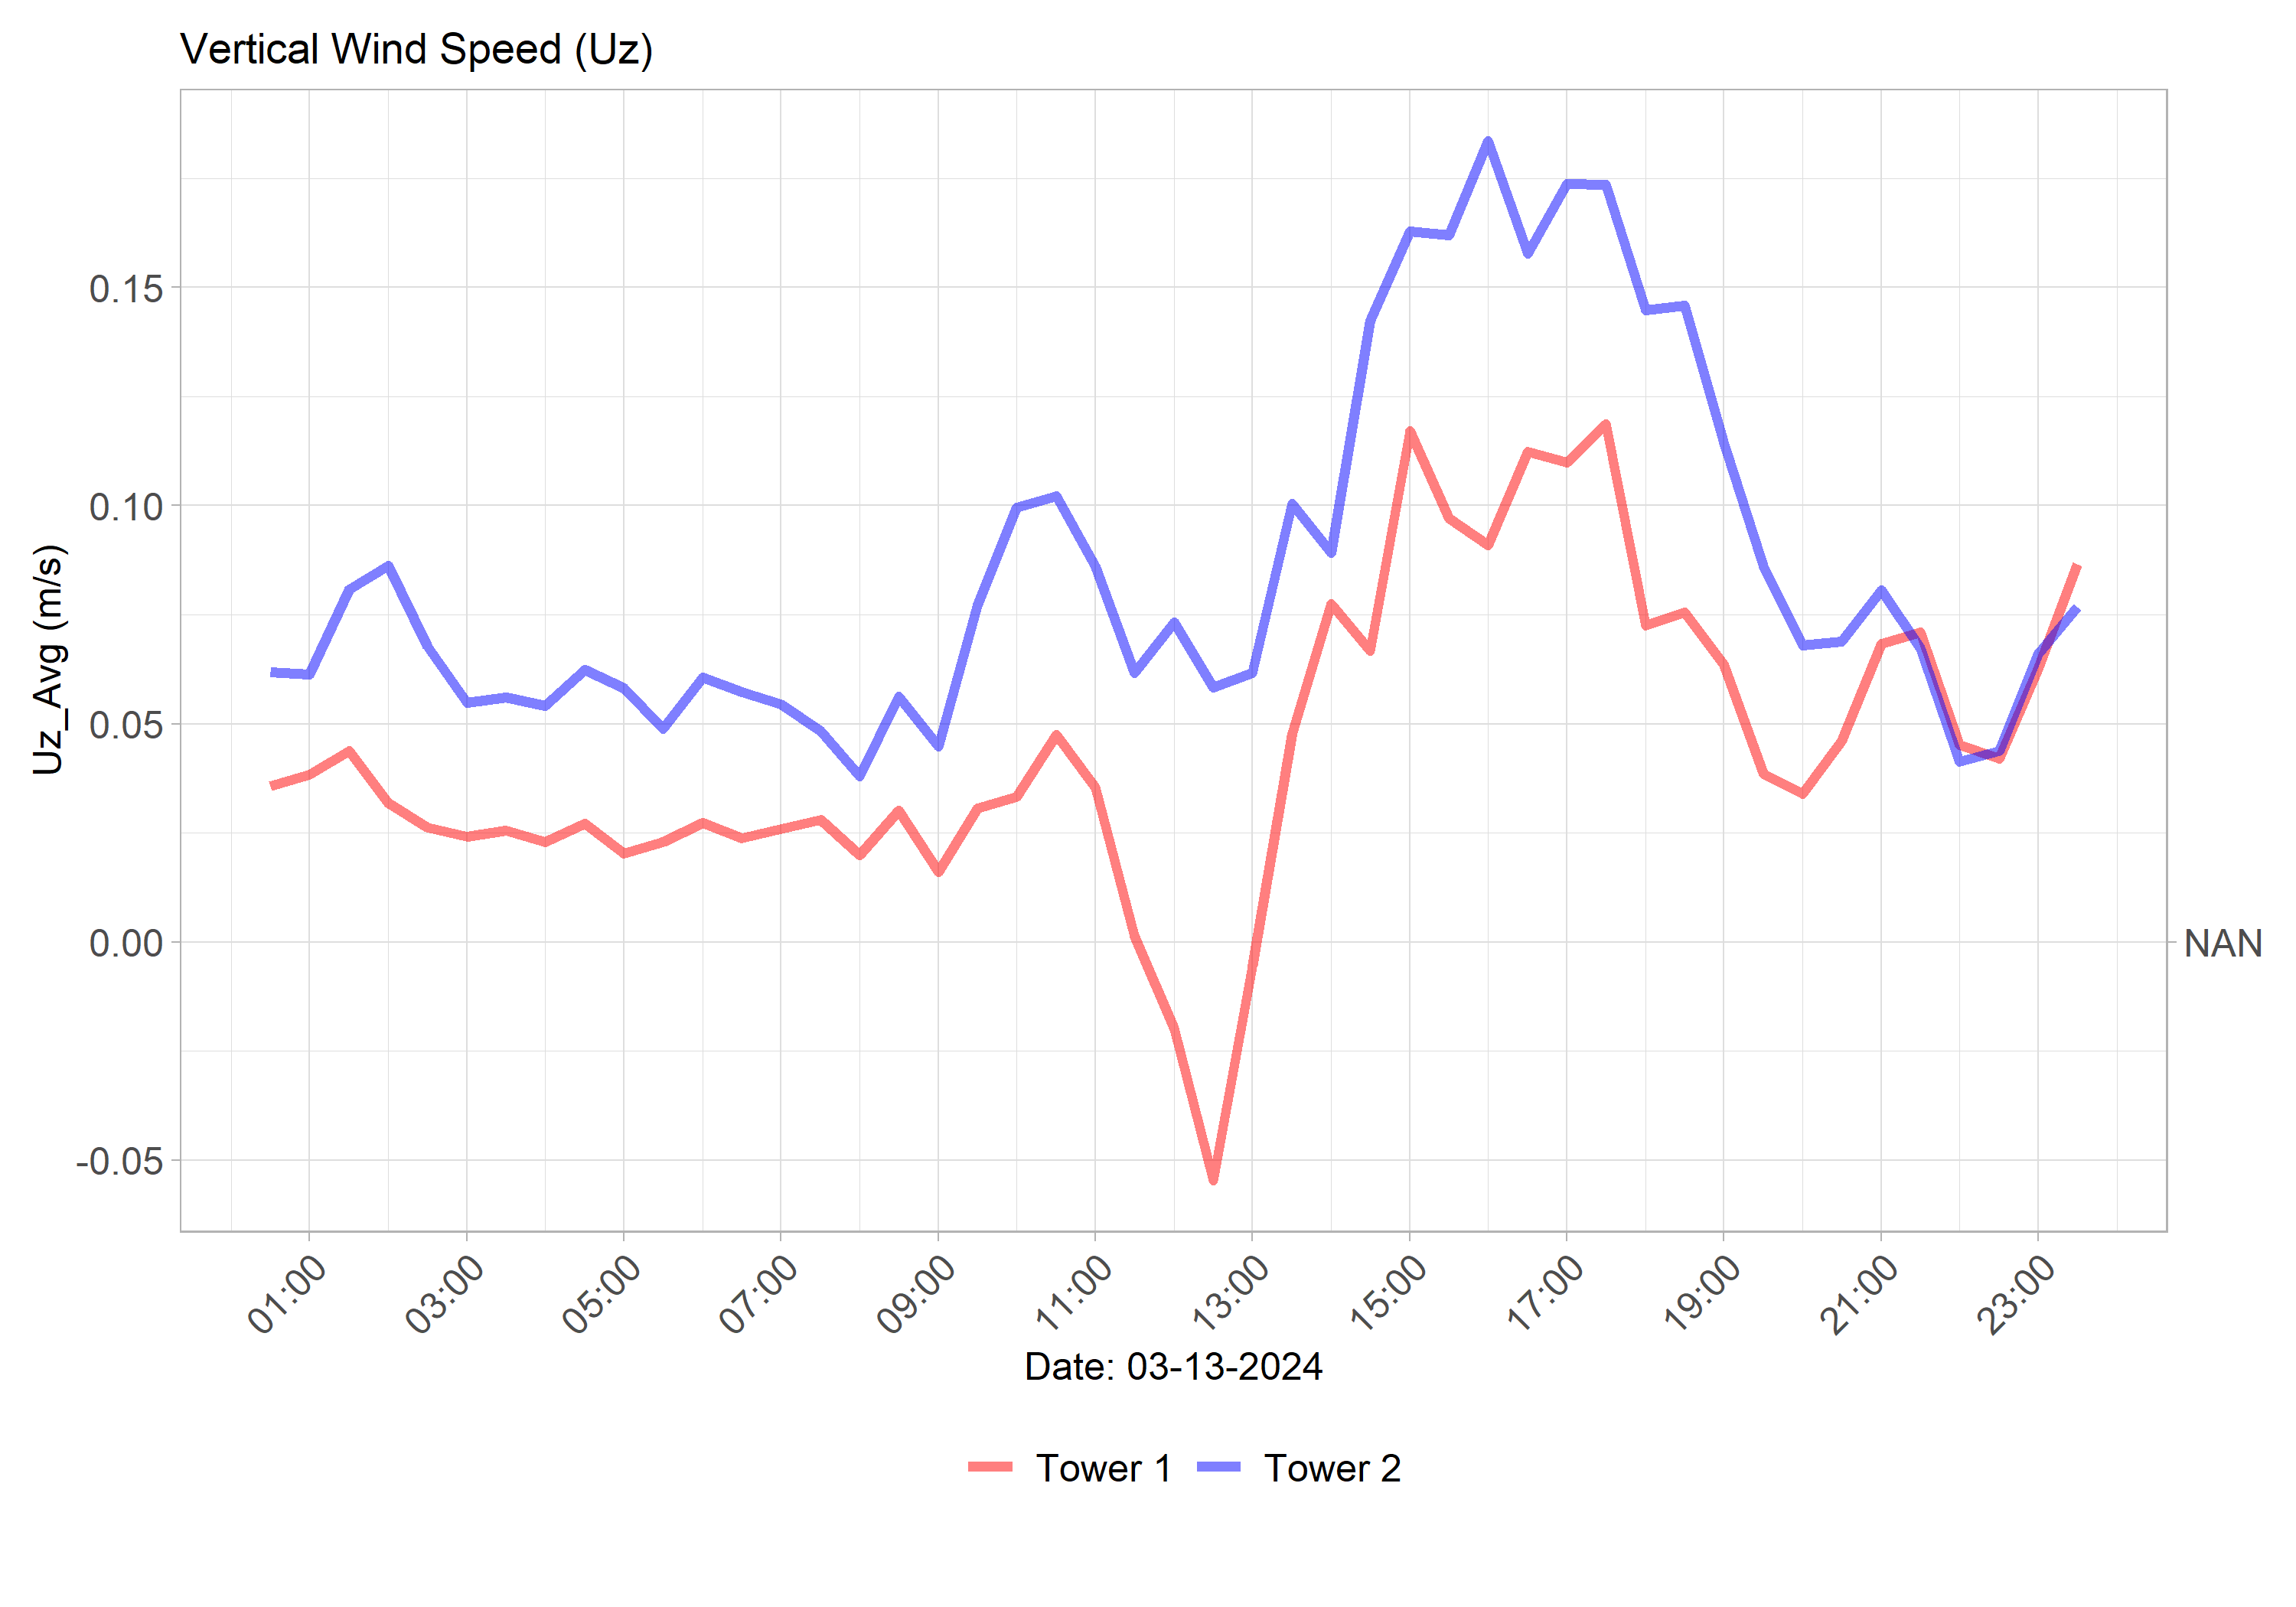 Vertical Wind Speed (Uz)
Uz_Avg (m/s)
0.15
0.10
0.05
0.00
-0.05
NAN
01:00 03:00 05:00 07:00 09:00 11:00 13:00 15:00 17:00 19:00 21:00 23:00
Date: 03-13-2024
Tower 1 Tower 2